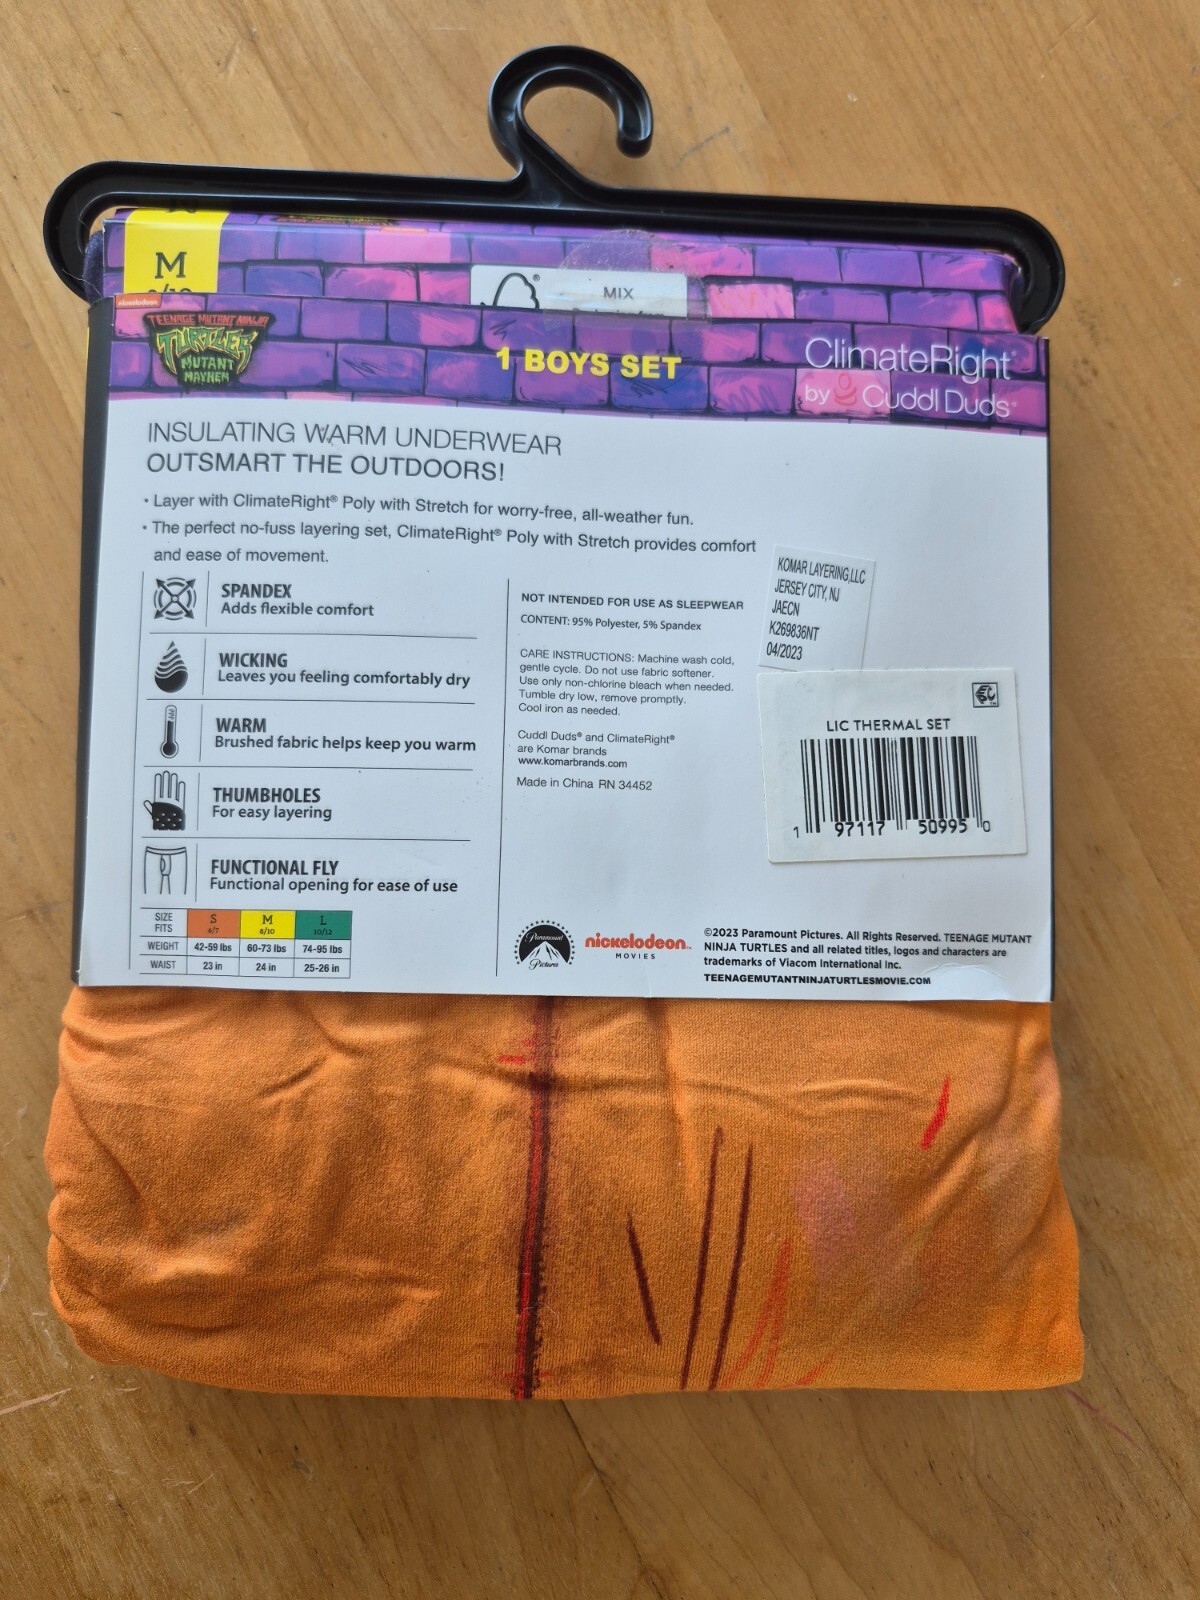 M
MIX
nickelodeon
TEENAGE MUTANT NINJA
TURTLES
MUTANT
MAYHEM
1 BOYS SET
ClimateRight®
by Cuddl Duds®
INSULATING WARM UNDERWEAR
OUTSMART THE OUTDOORS!
• Layer with ClimateRight® Poly with Stretch for worry-free, all-weather fun.
• The perfect no-fuss layering set, ClimateRight® Poly with Stretch provides comfort
and ease of movement.
SPANDEX
Adds flexible comfort
WICKING
Leaves you feeling comfortably dry
WARM
Brushed fabric helps keep you warm
THUMBHOLES
For easy layering
FUNCTIONAL FLY
Functional opening for ease of use
SIZE FITS S 6/7 M 8/10 L 10/12
WEIGHT 42-59 lbs 60-73 lbs 74-95 lbs
WAIST 23 in 24 in 25-26 in
NOT INTENDED FOR USE AS SLEEPWEAR
CONTENT: 95% Polyester, 5% Spandex
CARE INSTRUCTIONS: Machine wash cold,
gentle cycle. Do not use fabric softener.
Use only non-chlorine bleach when needed.
Tumble dry low, remove promptly.
Cool iron as needed.
Cuddl Duds® and ClimateRight®
are Komar brands
www.komarbrands.com
Made in China RN 34452
KOMAR LAYERING,LLC
JERSEY CITY, NJ
JAECN
K269836NT
04/2023
LIC THERMAL SET
1 97117 50995 0
Paramount
Pictures
nickelodeon™
MOVIES
©2023 Paramount Pictures. All Rights Reserved. TEENAGE MUTANT
NINJA TURTLES and all related titles, logos and characters are
trademarks of Viacom International Inc.
TEENAGEMUTANTNINJATURTLESMOVIE.COM